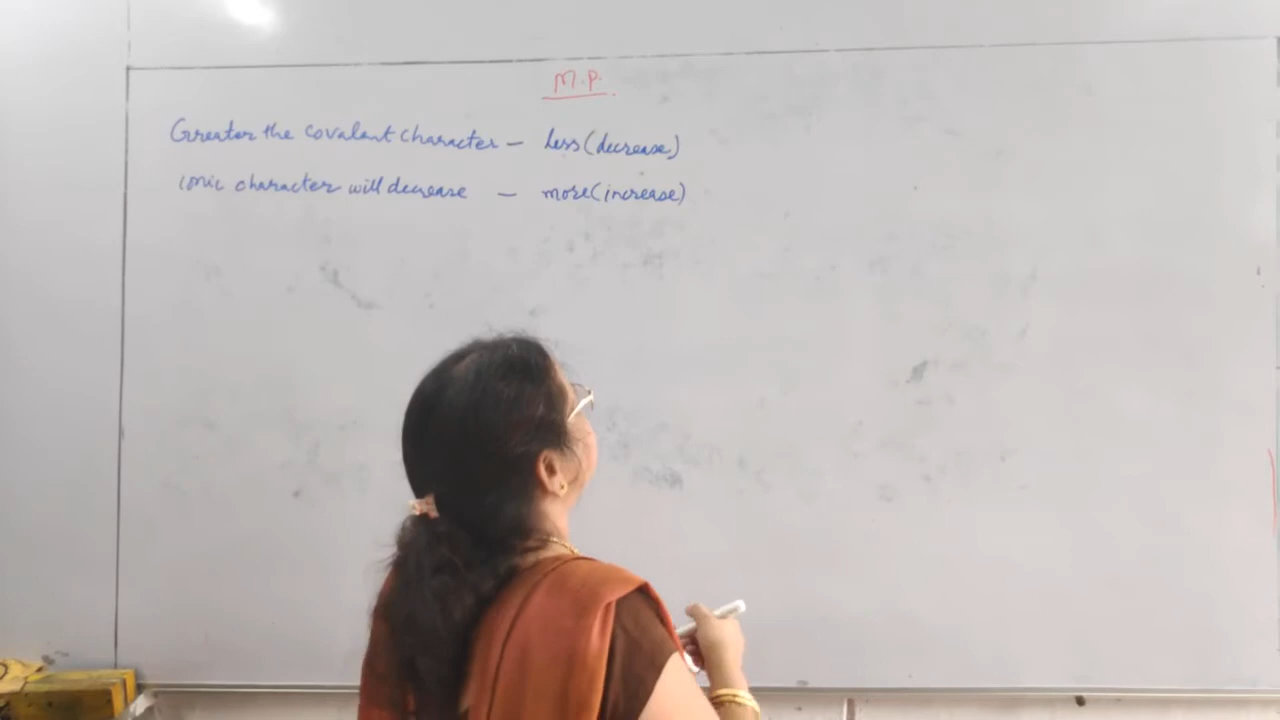 M.P.
Greater the covalent character - less (decrease)
ionic character will decrease - more (increase)